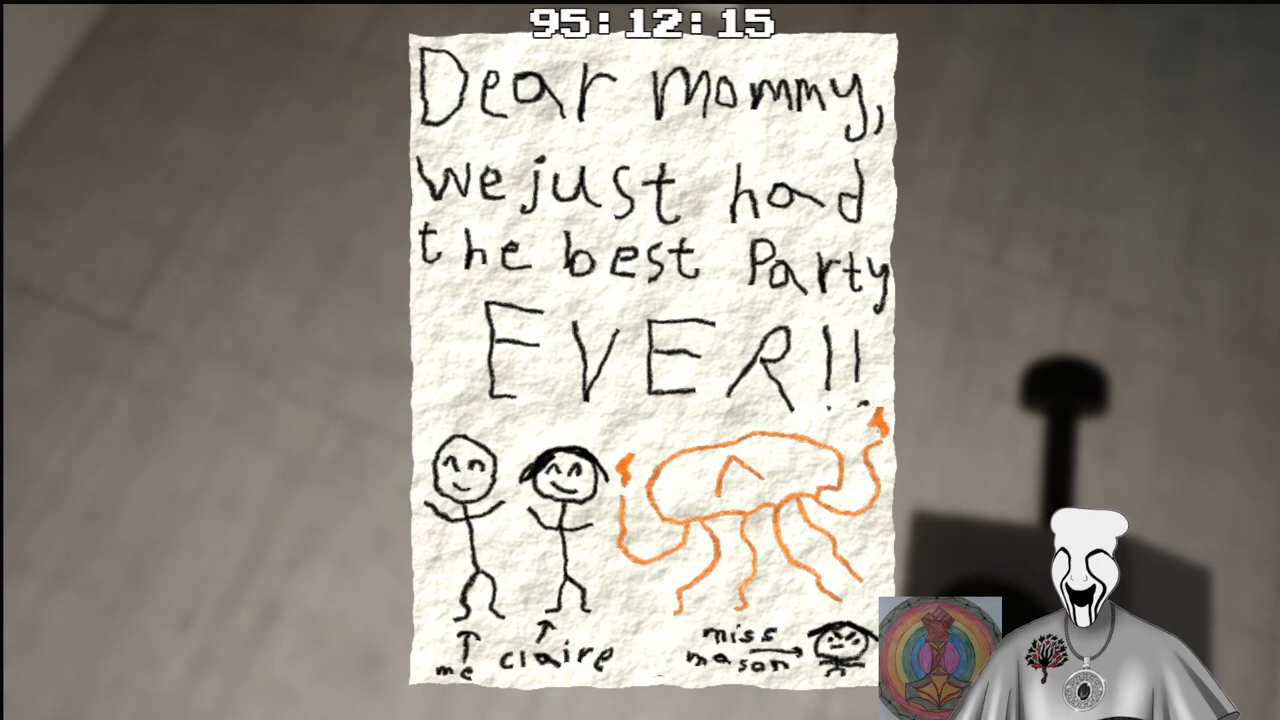 95:12:15
Dear Mommy,
we just had
the best Party
EVER!!
me claire
miss
mason